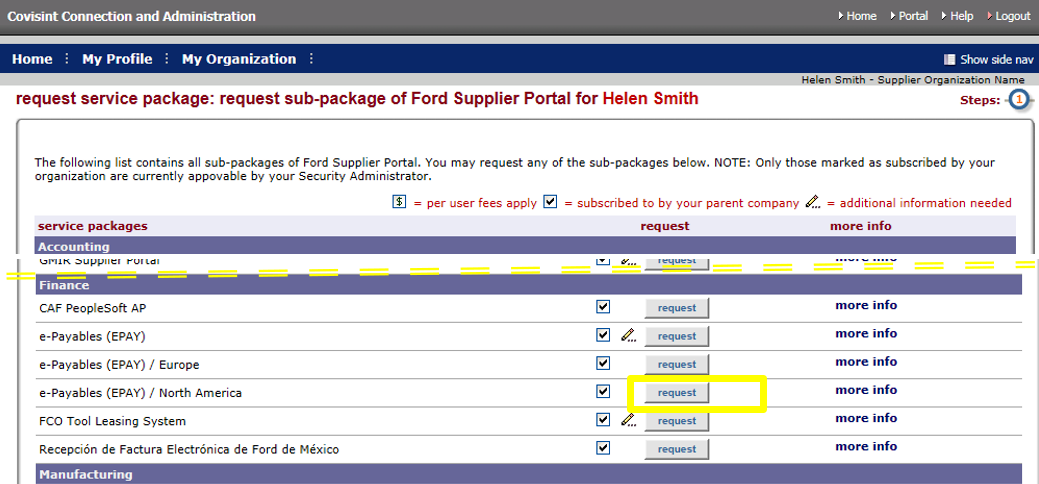 Covisint Connection and Administration
Home Portal Help Logout
Home My Profile My Organization
Show side nav
Helen Smith - Supplier Organization Name
request service package: request sub-package of Ford Supplier Portal for Helen Smith
Steps: 1
The following list contains all sub-packages of Ford Supplier Portal. You may request any of the sub-packages below. NOTE: Only those marked as subscribed by your
organization are currently appovable by your Security Administrator.
$ = per user fees apply = subscribed to by your parent company = additional information needed
service packages request more info
Accounting
GMIR Supplier Portal request more info
Finance
CAF PeopleSoft AP request more info
e-Payables (EPAY) request more info
e-Payables (EPAY) / Europe request more info
e-Payables (EPAY) / North America request more info
FCO Tool Leasing System request more info
Recepción de Factura Electrónica de Ford de México request more info
Manufacturing